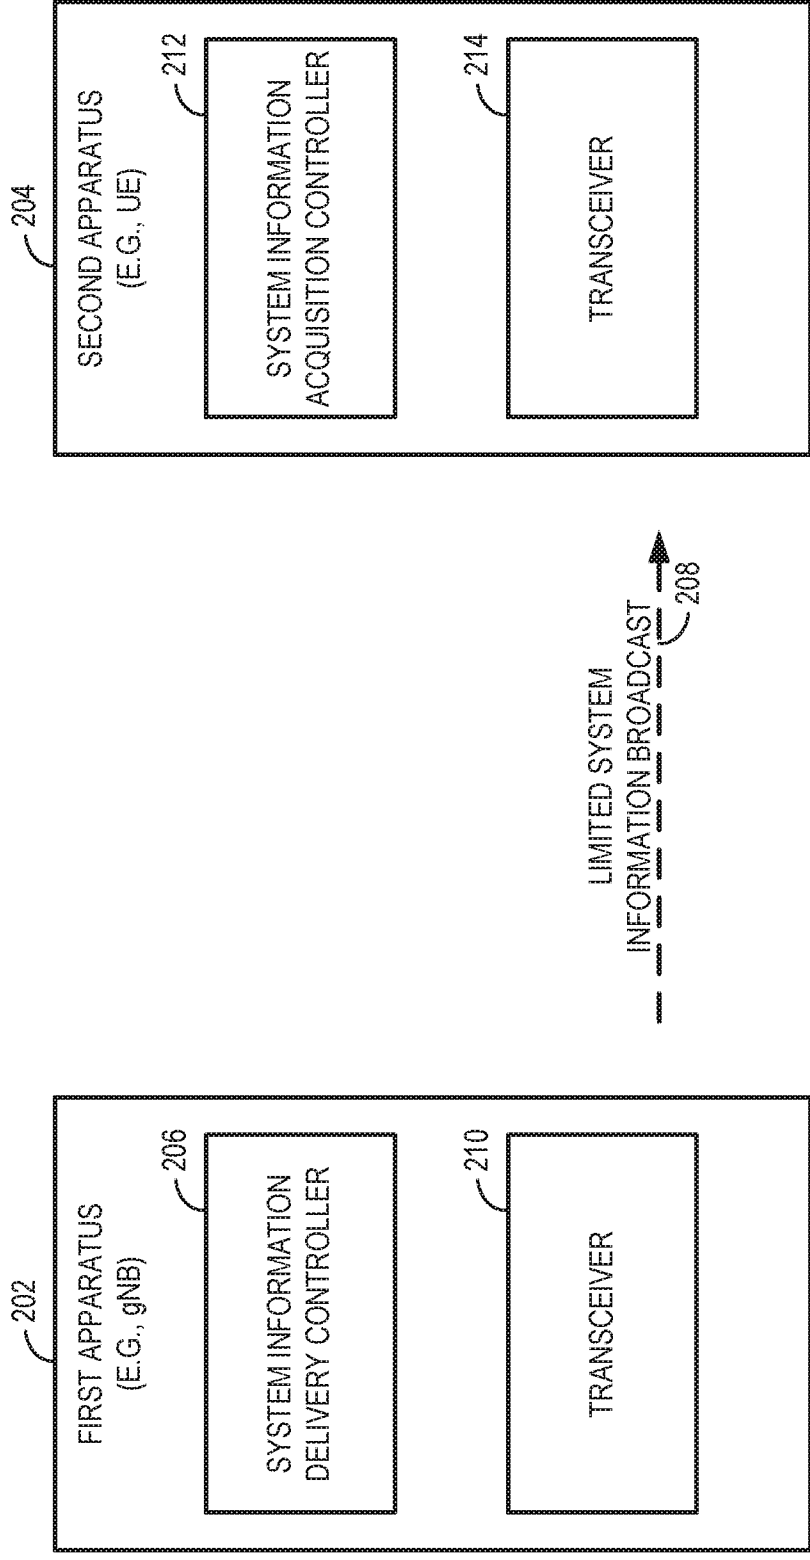 202
FIRST APPARATUS
(E.G., gNB)
206
SYSTEM INFORMATION
DELIVERY CONTROLLER
210
TRANSCEIVER
LIMITED SYSTEM
INFORMATION BROADCAST
208
204
SECOND APPARATUS
(E.G., UE)
212
SYSTEM INFORMATION
ACQUISITION CONTROLLER
214
TRANSCEIVER